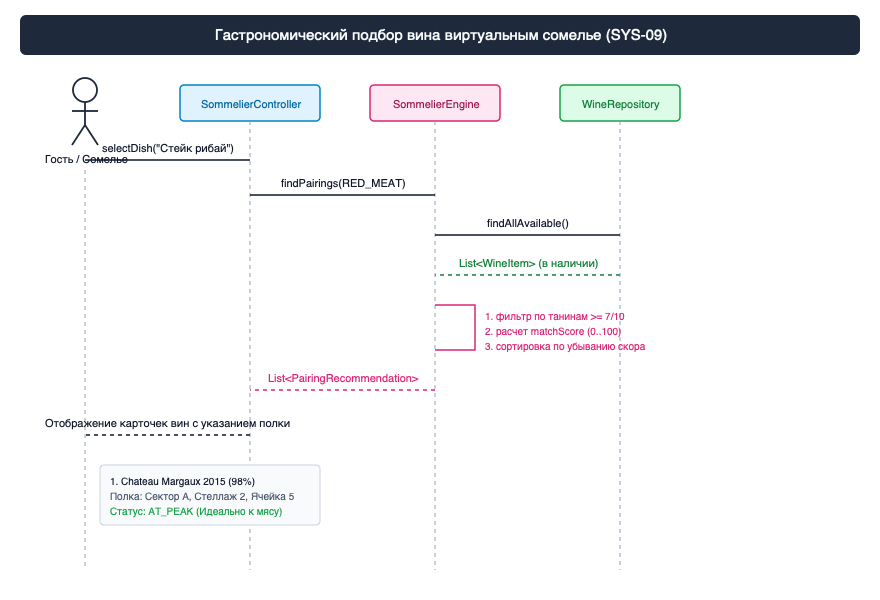 Гастрономический подбор вина виртуальным сомелье (SYS-09)
SommelierController
SommelierEngine
WineRepository
selectDish("Стейк рибай")
Гость / Сомелье
findPairings(RED_MEAT)
findAllAvailable()
List<WineItem> (в наличии)
1. фильтр по танинам >= 7/10
2. расчет matchScore (0..100)
3. сортировка по убыванию скора
List<PairingRecommendation>
Отображение карточек вин с указанием полки
1. Chateau Margaux 2015 (98%)
Полка: Сектор А, Стеллаж 2, Ячейка 5
Статус: AT_PEAK (Идеально к мясу)